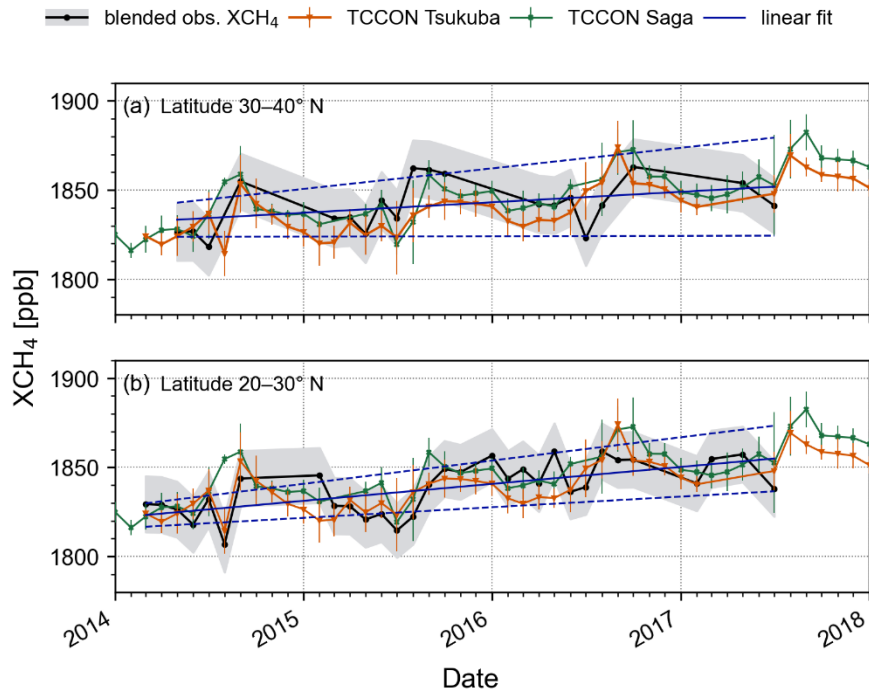 blended obs. XCH₄ TCCON Tsukuba TCCON Saga linear fit
(a) Latitude 30–40° N
1900
1850
1800
(b) Latitude 20–30° N
1900
1850
1800
XCH₄ [ppb]
2014 2015 2016 2017 2018
Date